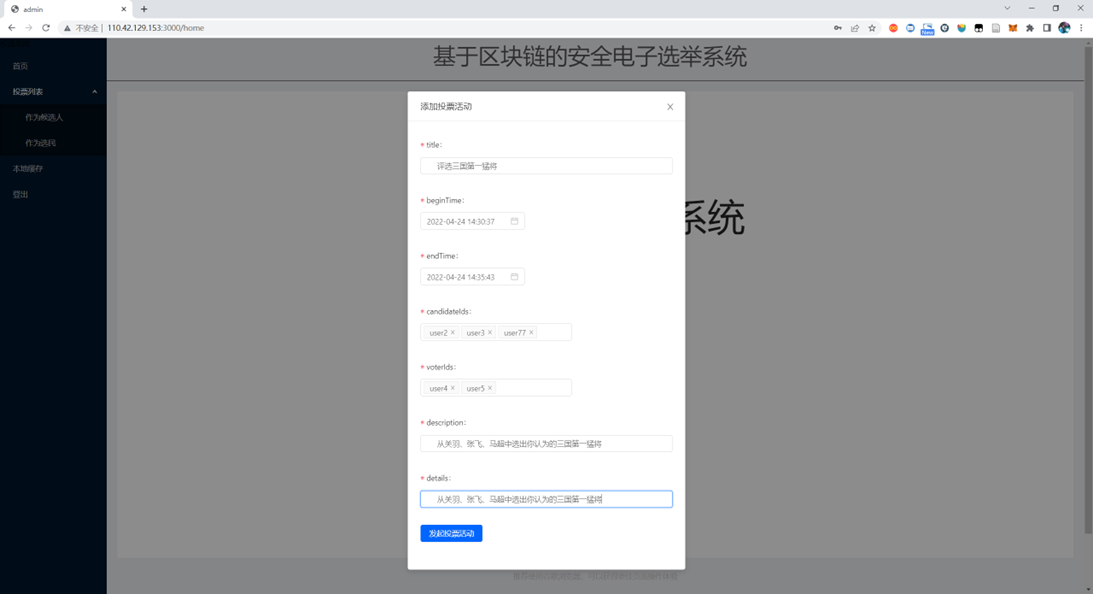 admin
不安全 | 110.42.129.153:3000/home
New
基于区块链的安全电子选举系统
首页
投票列表
作为候选人
作为选民
本地缓存
登出
系统
添加投票活动
* title:
评选三国第一猛将
* beginTime:
2022-04-24 14:30:37
* endTime:
2022-04-24 14:35:43
* candidateIds:
user2 × user3 × user77 ×
* voterIds:
user4 × user5 ×
* description:
从关羽、张飞、马超中选出你认为的三国第一猛将
* details:
从关羽、张飞、马超中选出你认为的三国第一猛将
发起投票活动